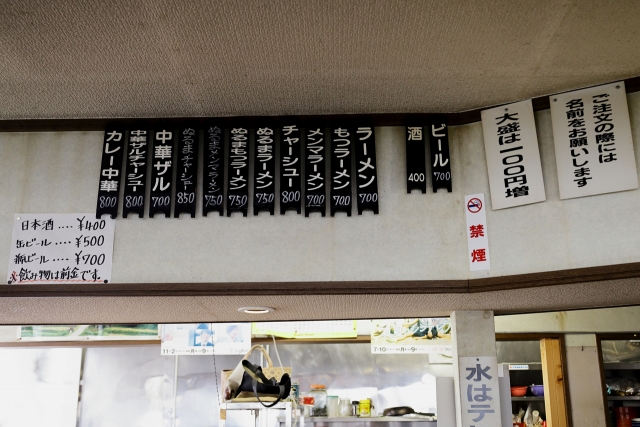 ご注文の際には
名前をお願いします
大盛は一〇〇円増
ビール 700
酒 400
ラーメン 700
もつラーメン 700
メンマラーメン 700
チャーシュー 800
ぬるまラーメン 750
ぬるまもつラーメン 750
ぬるまメンマラーメン 750
ぬるまチャーシュー 850
中華ザル 700
中華ザルチャーシュー 800
カレー中華 800
禁煙
日本酒‥‥¥400
缶ビール‥‥¥500
瓶ビール‥‥¥700
※飲み物は前金です。
水はテ